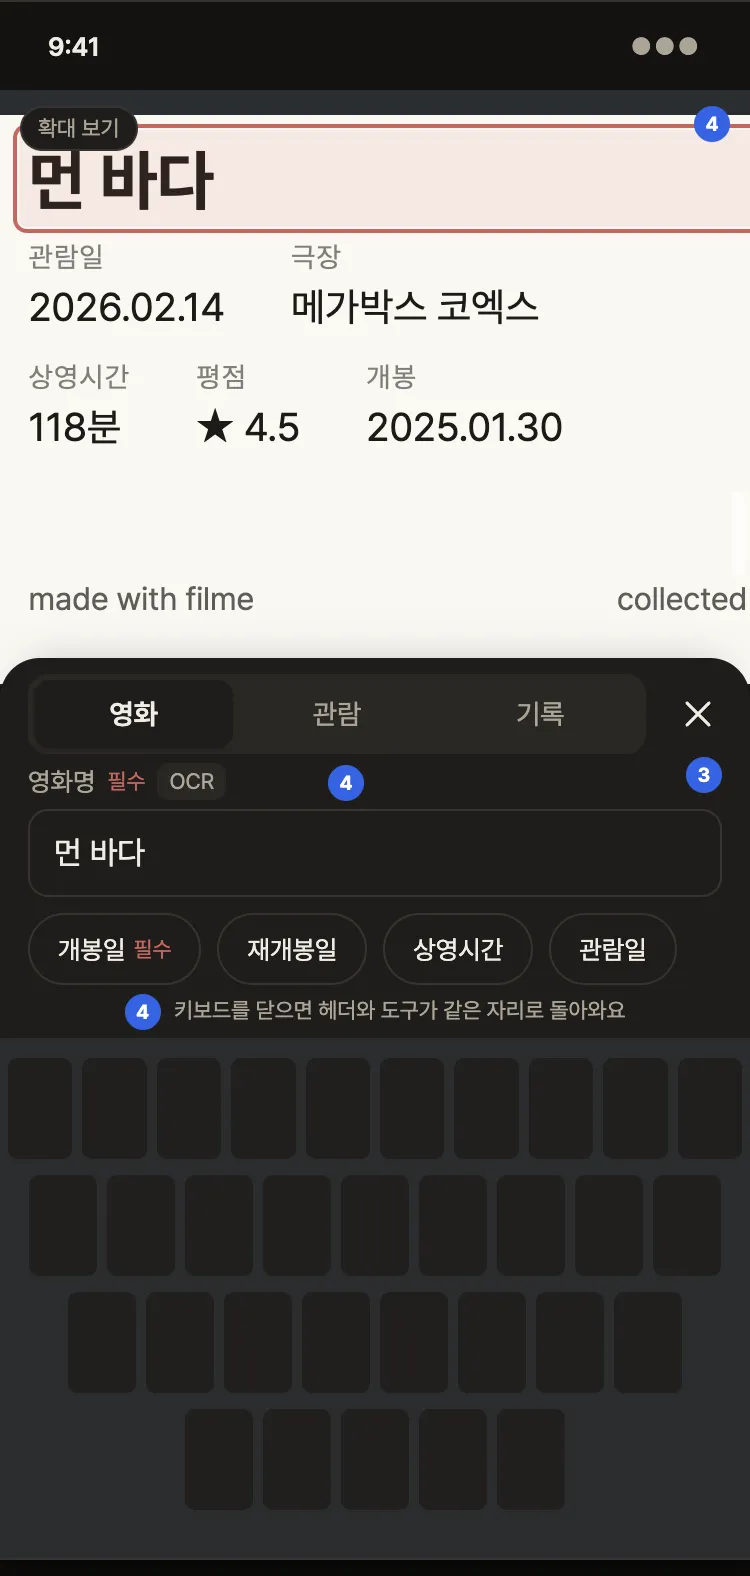 9:41
확대 보기
4
먼 바다
관람일 극장
2026.02.14 메가박스 코엑스
상영시간 평점 개봉
118분 ★ 4.5 2025.01.30
made with filme collected
영화 관람 기록
영화명 필수 OCR 4 3
먼 바다
개봉일 필수 재개봉일 상영시간 관람일
4 키보드를 닫으면 헤더와 도구가 같은 자리로 돌아와요